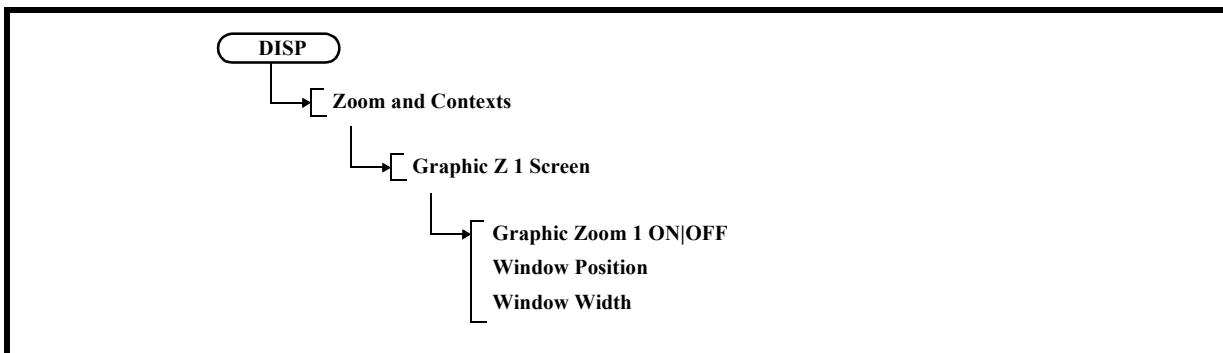 DISP
Zoom and Contexts
Graphic Z 1 Screen
Graphic Zoom 1 ON|OFF
Window Position
Window Width